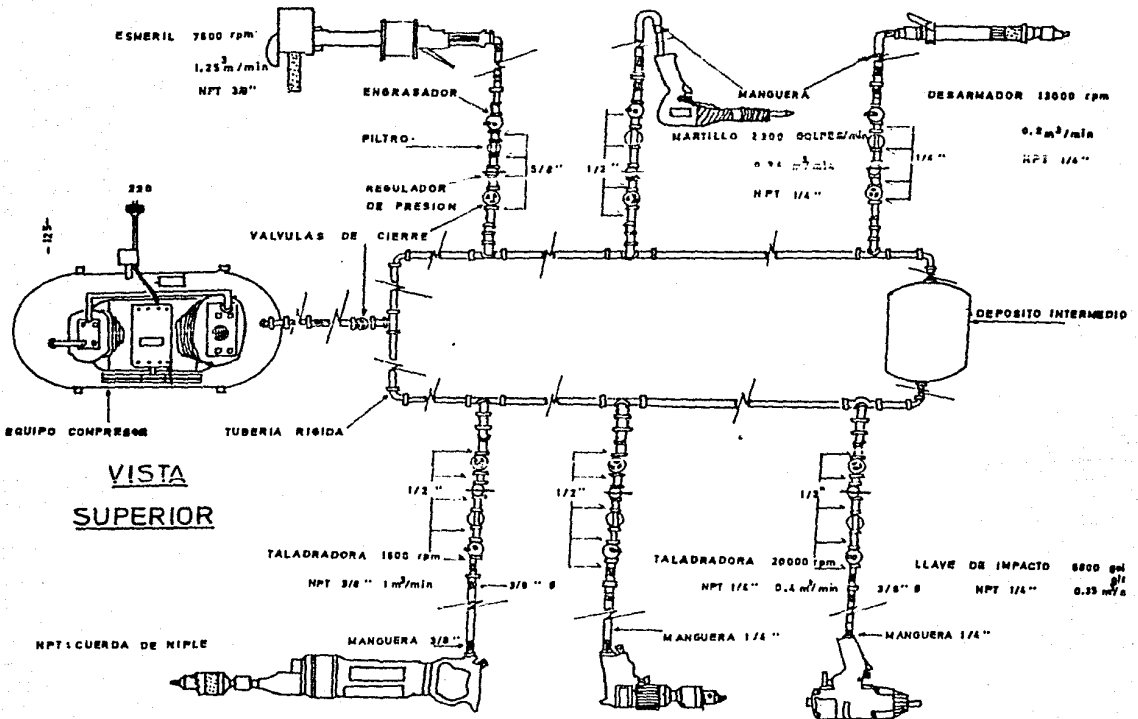 ESMERIL 7600 rpm
1.25 m³/min
NPT 3/8"
ENGRASADOR
FILTRO
REGULADOR
DE PRESION
5/8"
VALVULAS DE CIERRE
1/2"
MANGUERA
MARTILLO 2300 GOLPES/min
NPT 1/4"
1/4"
DESARMADOR 13000 rpm
0.2 m³/min
NPT 1/4"
220
-125-
DEPOSITO INTERMEDIO
EQUIPO COMPRESOR
TUBERIA RIGIDA
VISTA
SUPERIOR
1/2"
1/2"
1/2"
TALADRADORA 1600 rpm
NPT 3/8" 1 m³/min
3/8" Ø
TALADRADORA 20000 rpm
NPT 1/4" 0.4 m³/min
3/8" Ø
LLAVE DE IMPACTO
NPT 1/4"
NPT: CUERDA DE NIPLE
MANGUERA 3/8"
MANGUERA 1/4"
MANGUERA 1/4"